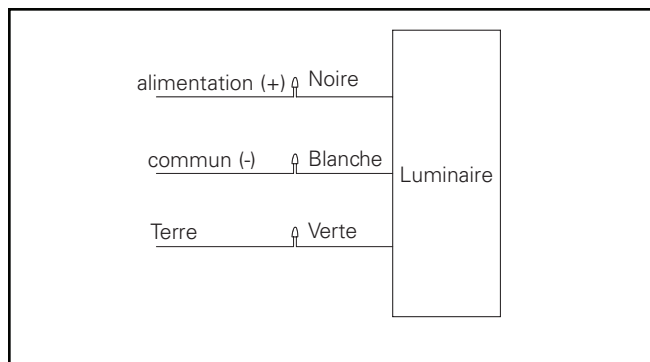 alimentation (+) Noire
commun (-) Blanche
Luminaire
Terre Verte